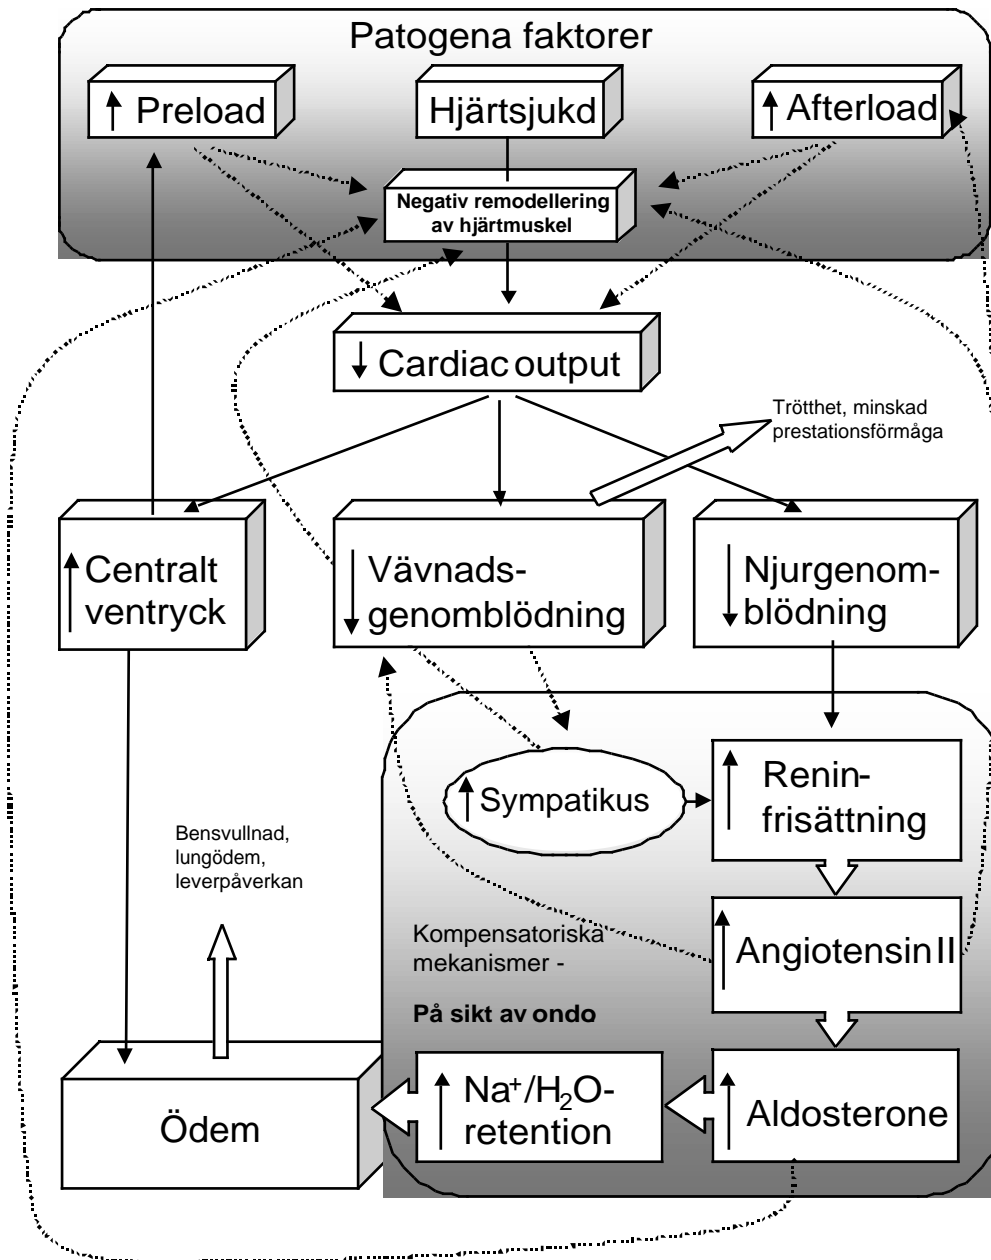 Patogena faktorer
Preload
Hjärtsjukd
Afterload
Negativ remodellering
av hjärtmuskel
Cardiac output
Trötthet, minskad
prestationsförmåga
Centralt
ventryck
Vävnads-
genomblödning
Njurgenom-
blödning
Sympatikus
Renin-
frisättning
Bensvullnad,
lungödem,
leverpåverkan
Kompensatoriska
mekanismer -
På sikt av ondo
Angiotensin II
Na⁺/H₂O-
retention
Aldosterone
Ödem